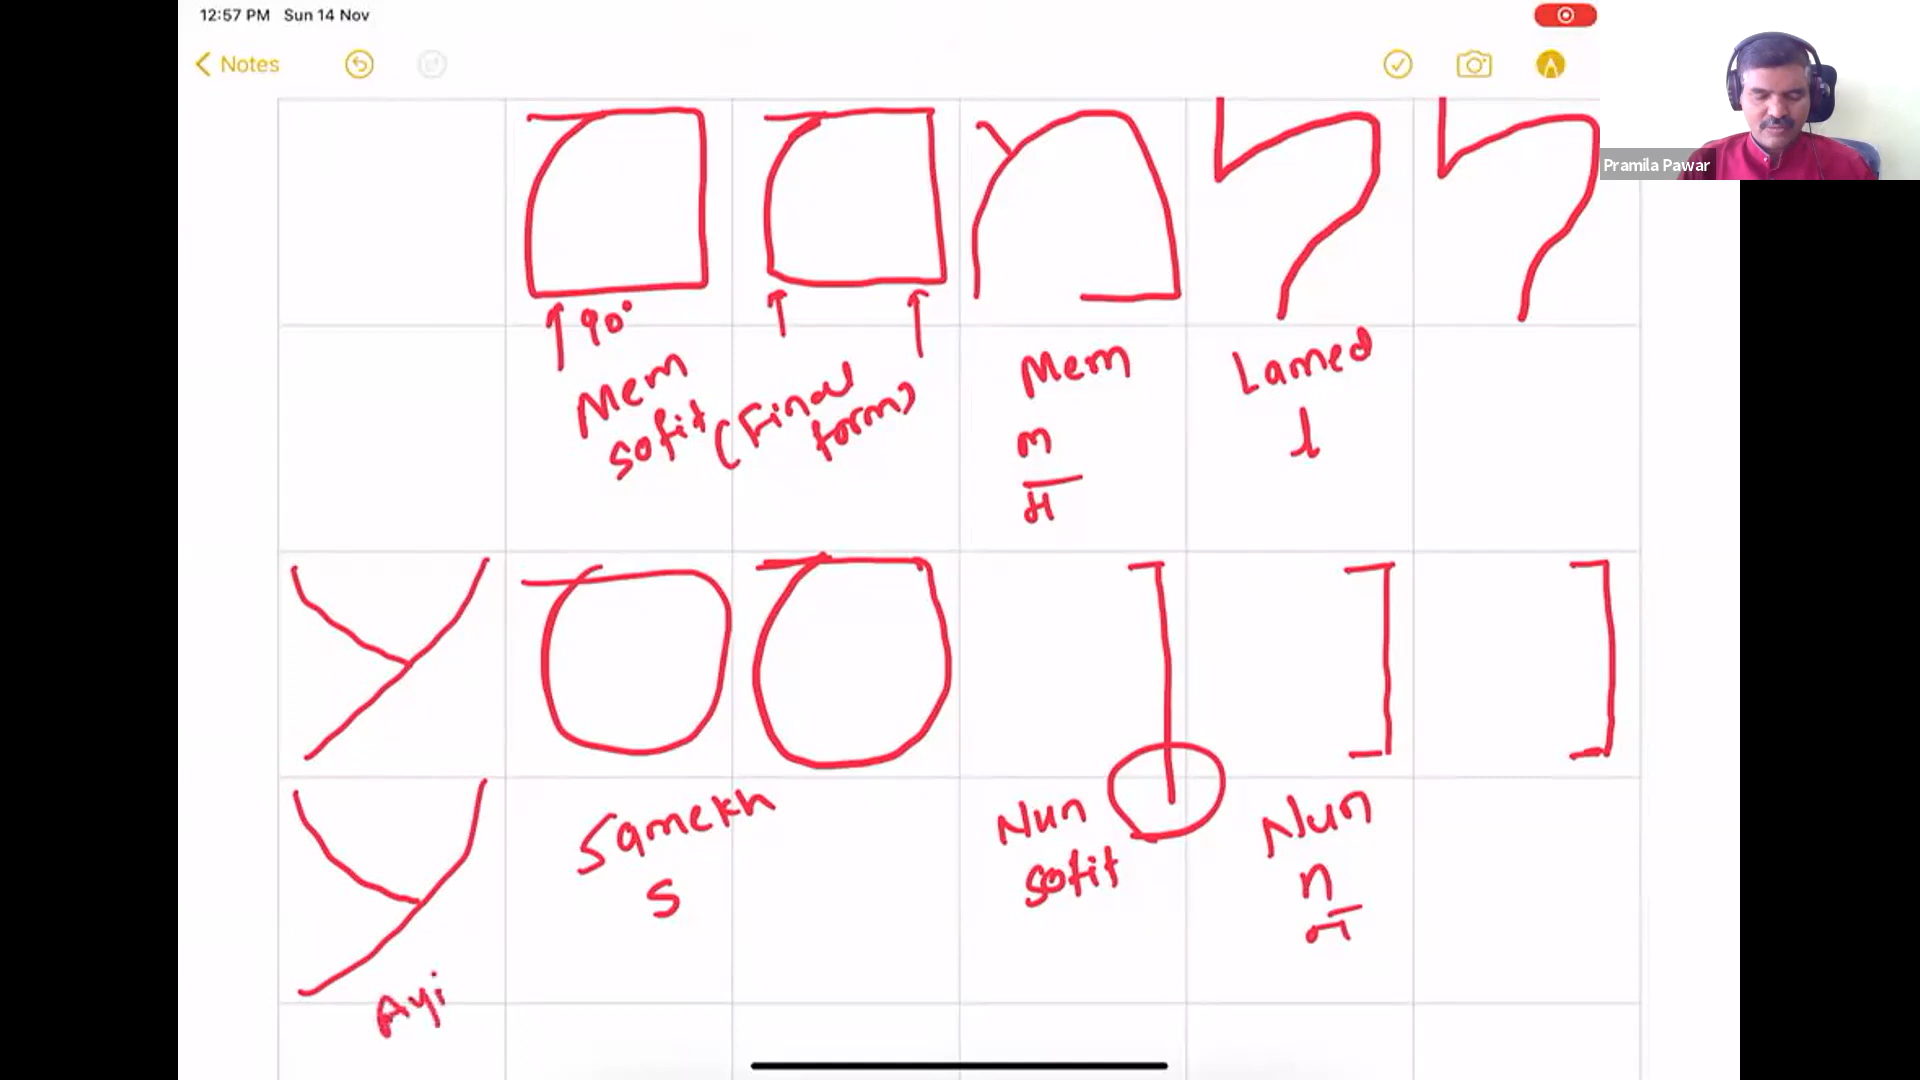 12:57 PM Sun 14 Nov
Notes
Pramila Pawar
ם ם מ ל ל
90°
Mem
sofit (Final
form)
Mem
m
म
Lamed
l
ע ס ס ן נ נ
ע
Samekh
s
Nun
sofit
Nun
n
न
Ayi